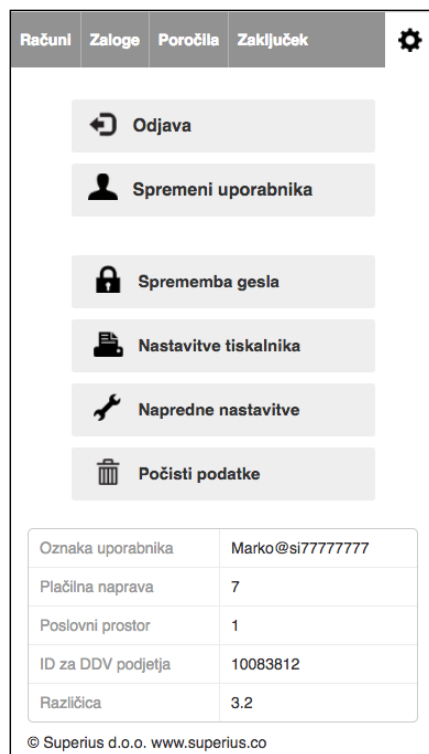 Računi Zaloge Poročila Zaključek
Odjava
Spremeni uporabnika
Sprememba gesla
Nastavitve tiskalnika
Napredne nastavitve
Počisti podatke
Oznaka uporabnika Marko@si77777777
Plačilna naprava 7
Poslovni prostor 1
ID za DDV podjetja 10083812
Različica 3.2
© Superius d.o.o. www.superius.co